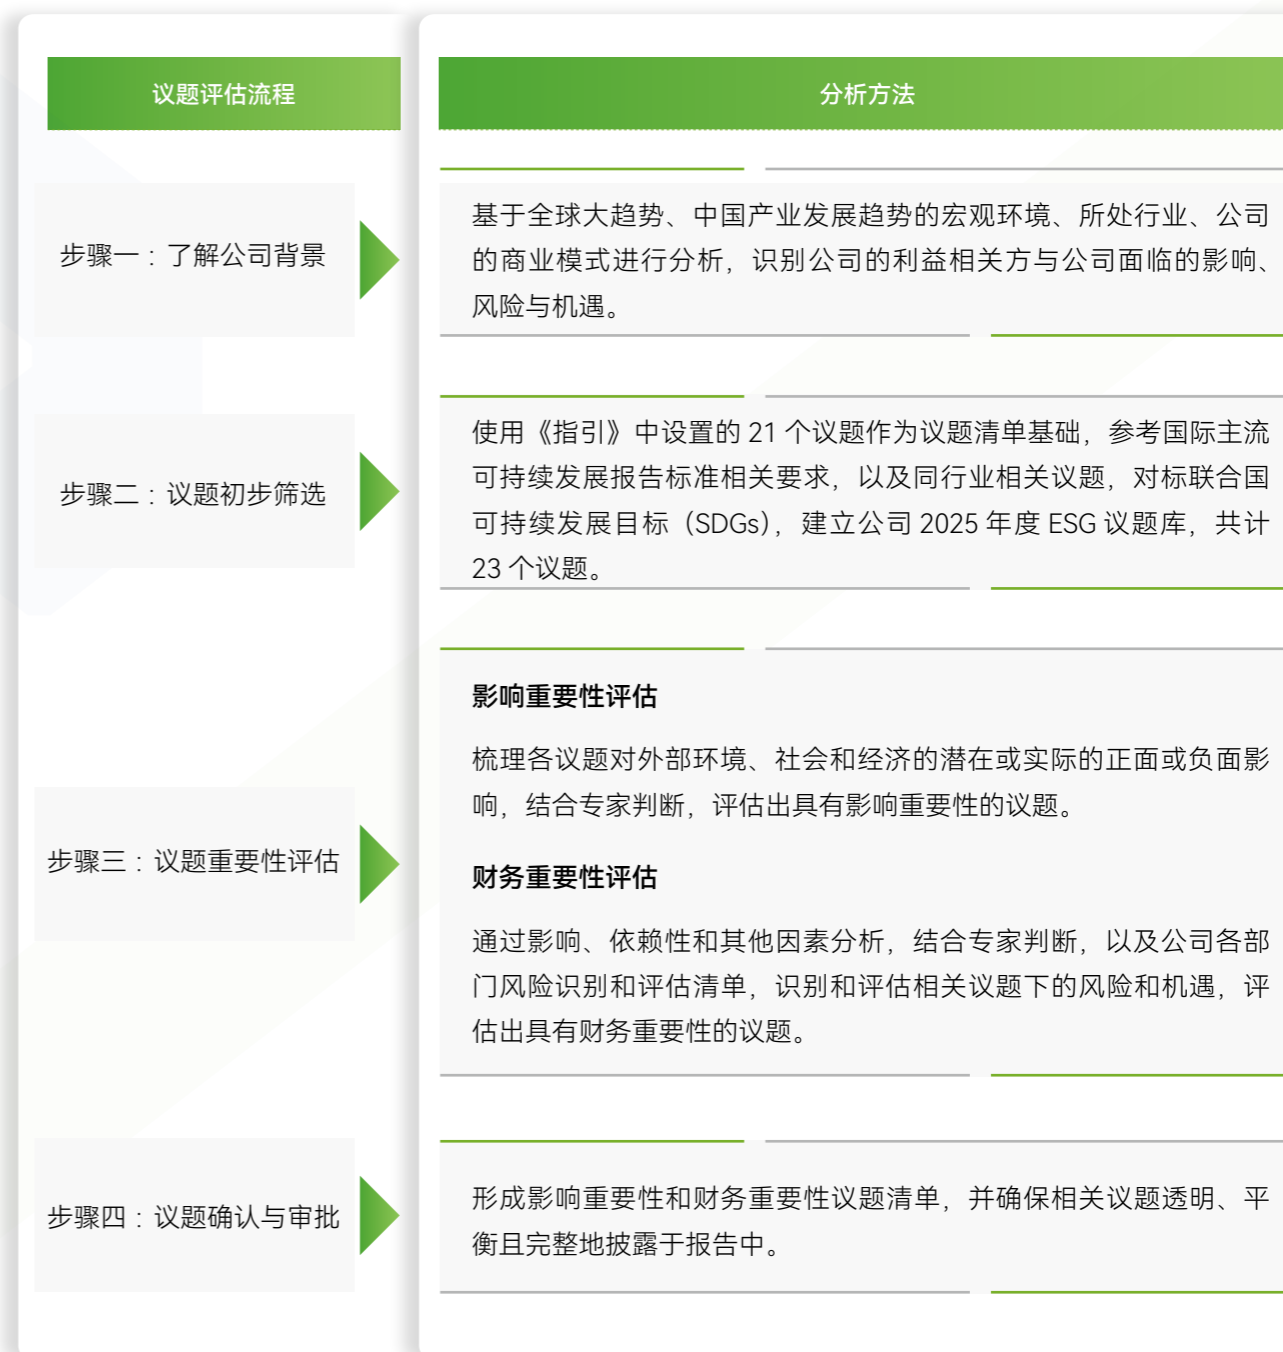 议题评估流程
分析方法
步骤一：了解公司背景
基于全球大趋势、中国产业发展趋势的宏观环境、所处行业、公司
的商业模式进行分析，识别公司的利益相关方与公司面临的影响、
风险与机遇。
步骤二：议题初步筛选
使用《指引》中设置的 21 个议题作为议题清单基础，参考国际主流
可持续发展报告标准相关要求，以及同行业相关议题，对标联合国
可持续发展目标（SDGs），建立公司 2025 年度 ESG 议题库，共计
23 个议题。
步骤三：议题重要性评估
影响重要性评估
梳理各议题对外部环境、社会和经济的潜在或实际的正面或负面影
响，结合专家判断，评估出具有影响重要性的议题。
财务重要性评估
通过影响、依赖性和其他因素分析，结合专家判断，以及公司各部
门风险识别和评估清单，识别和评估相关议题下的风险和机遇，评
估出具有财务重要性的议题。
步骤四：议题确认与审批
形成影响重要性和财务重要性议题清单，并确保相关议题透明、平
衡且完整地披露于报告中。